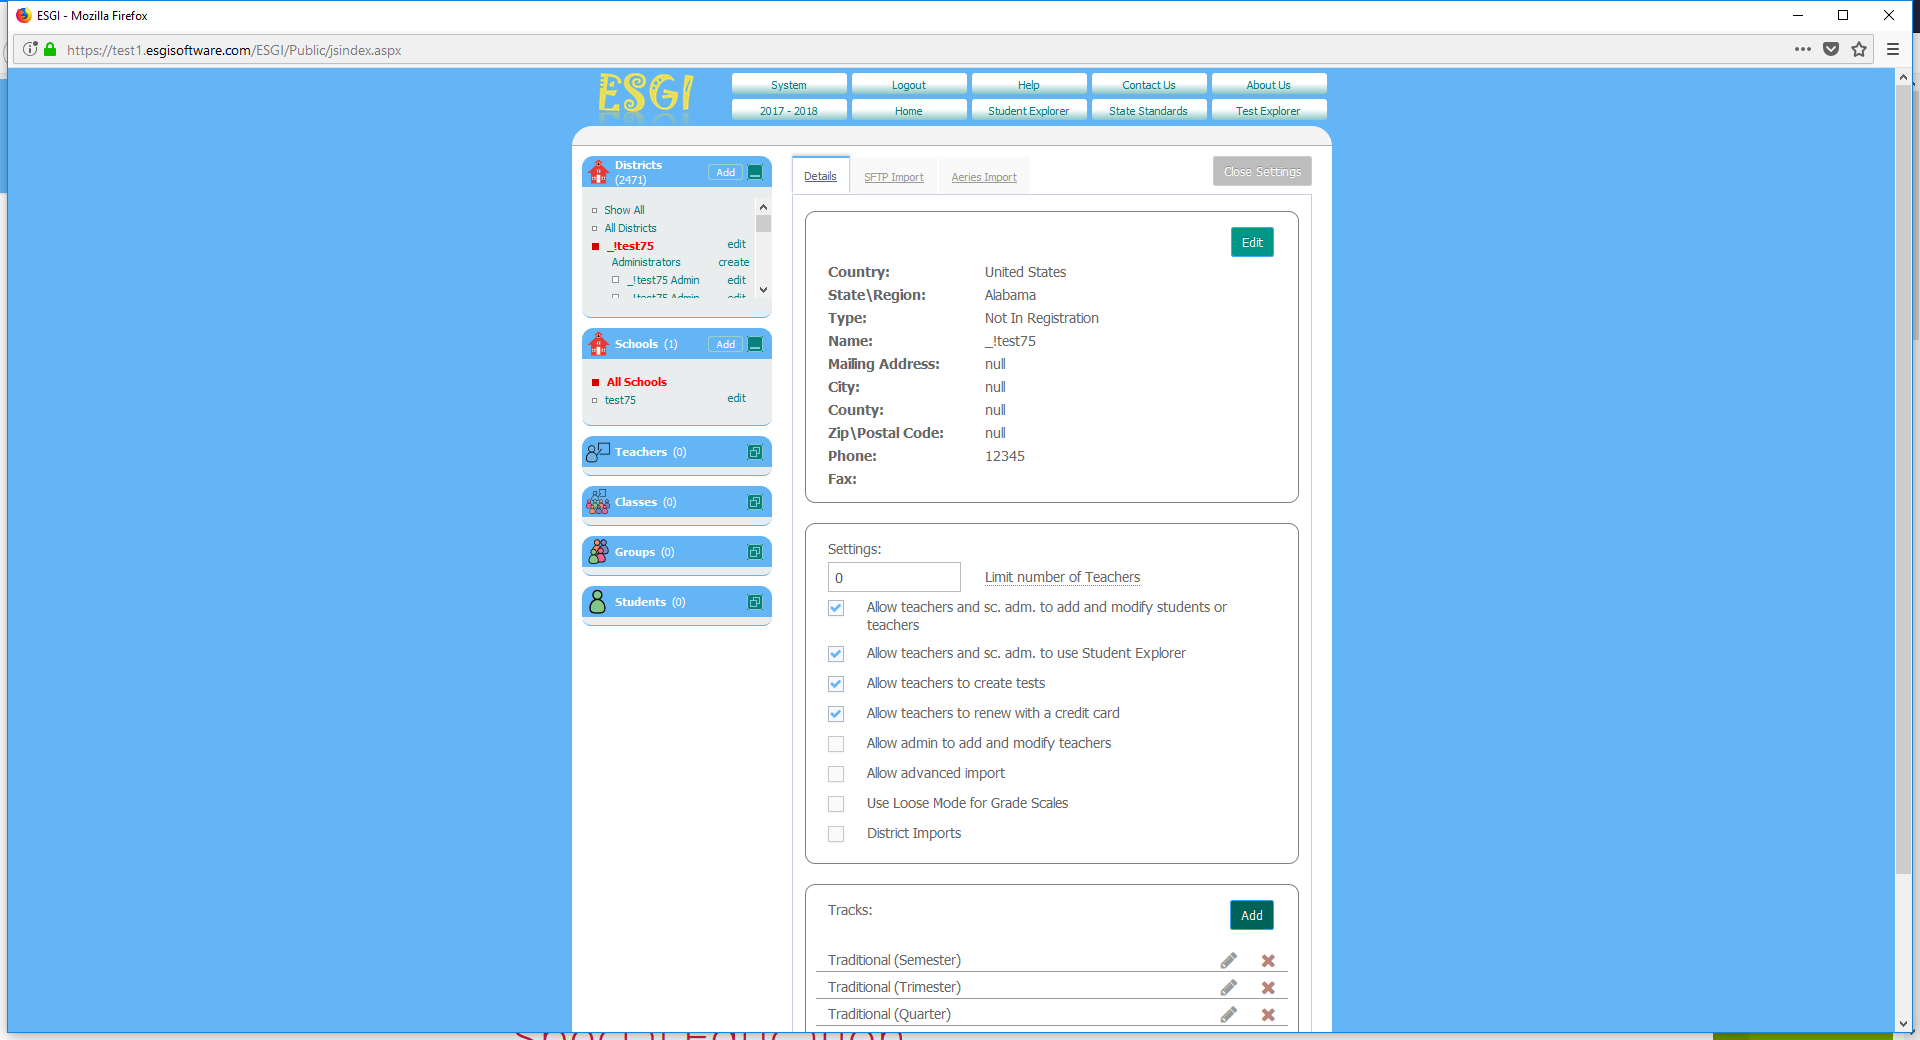 ESGI - Mozilla Firefox
https://test1.esgisoftware.com/ESGI/Public/jsindex.aspx
ESGI
System
Logout
Help
Contact Us
About Us
2017 - 2018
Home
Student Explorer
State Standards
Test Explorer
Districts
(2471)
Add
Show All
All Districts
_!test75 edit
Administrators create
_!test75 Admin edit
_!test75 Admin edit
Schools (1)
Add
All Schools
test75 edit
Teachers (0)
Classes (0)
Groups (0)
Students (0)
Details
SFTP Import
Aeries Import
Close Settings
Edit
Country: United States
State\Region: Alabama
Type: Not In Registration
Name: _!test75
Mailing Address: null
City: null
County: null
Zip\Postal Code: null
Phone: 12345
Fax:
Settings:
0 Limit number of Teachers
Allow teachers and sc. adm. to add and modify students or
teachers
Allow teachers and sc. adm. to use Student Explorer
Allow teachers to create tests
Allow teachers to renew with a credit card
Allow admin to add and modify teachers
Allow advanced import
Use Loose Mode for Grade Scales
District Imports
Tracks:
Add
Traditional (Semester)
Traditional (Trimester)
Traditional (Quarter)
Special Education